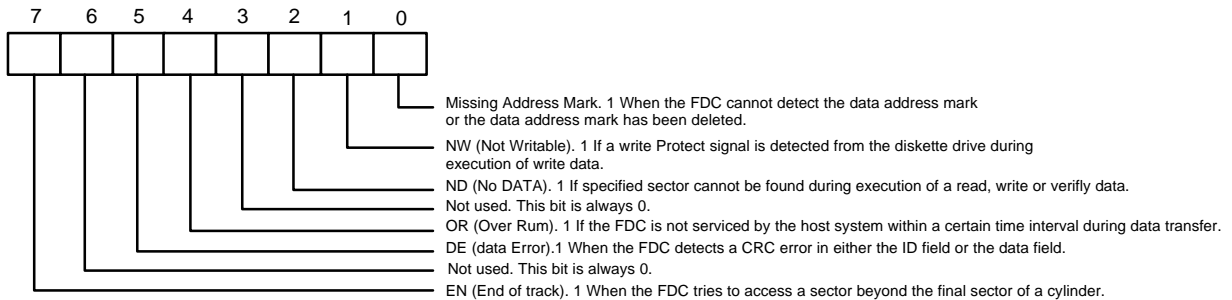 7 6 5 4 3 2 1 0
Missing Address Mark. 1 When the FDC cannot detect the data address mark
or the data address mark has been deleted.
NW (Not Writable). 1 If a write Protect signal is detected from the diskette drive during
execution of write data.
ND (No DATA). 1 If specified sector cannot be found during execution of a read, write or verifly data.
Not used. This bit is always 0.
OR (Over Rum). 1 If the FDC is not serviced by the host system within a certain time interval during data transfer.
DE (data Error).1 When the FDC detects a CRC error in either the ID field or the data field.
Not used. This bit is always 0.
EN (End of track). 1 When the FDC tries to access a sector beyond the final sector of a cylinder.